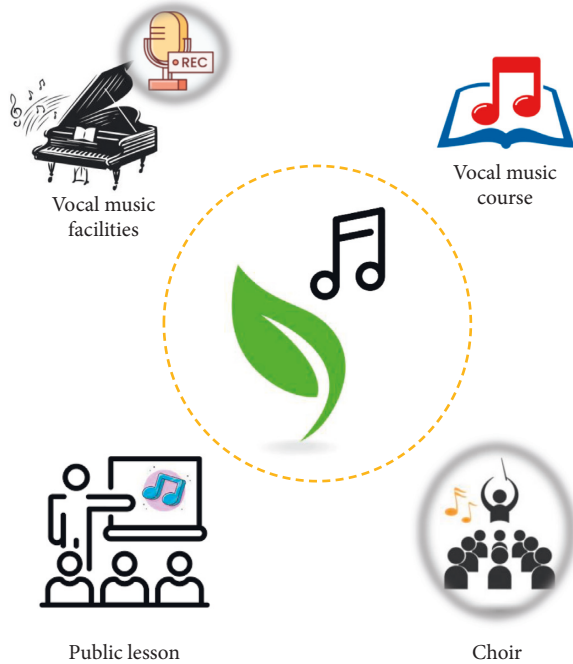 REC
Vocal music
facilities
Vocal music
course
Public lesson
Choir